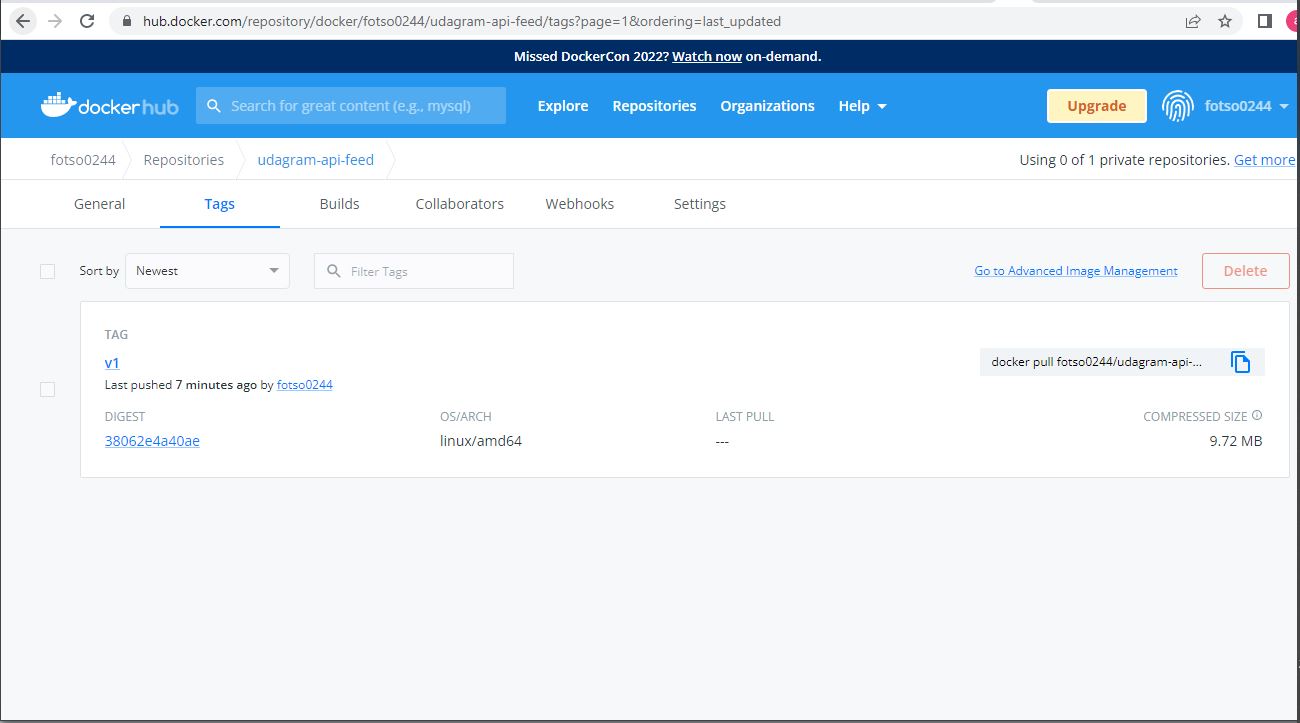 hub.docker.com/repository/docker/fotso0244/udagram-api-feed/tags?page=1&ordering=last_updated
Missed DockerCon 2022? Watch now on-demand.
dockerhub Search for great content (e.g., mysql) Explore Repositories Organizations Help Upgrade fotso0244
fotso0244 Repositories udagram-api-feed Using 0 of 1 private repositories. Get more
General Tags Builds Collaborators Webhooks Settings
Sort by Newest Filter Tags Go to Advanced Image Management Delete
TAG
v1 docker pull fotso0244/udagram-api-...
Last pushed 7 minutes ago by fotso0244
DIGEST OS/ARCH LAST PULL COMPRESSED SIZE
38062e4a40ae linux/amd64 --- 9.72 MB